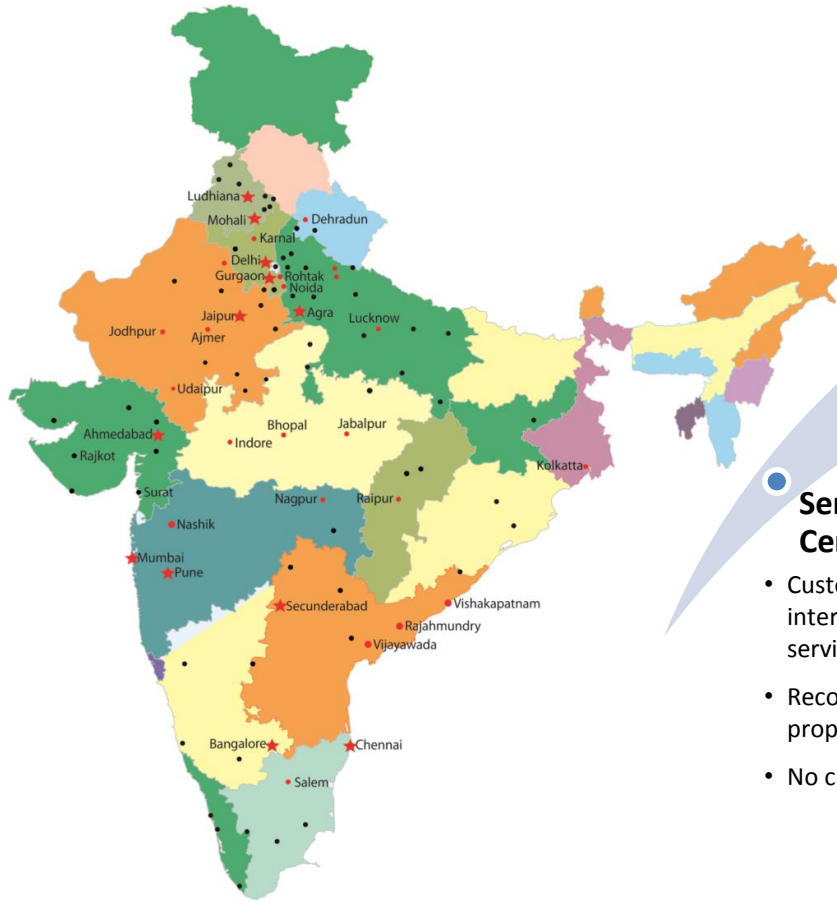 Ludhiana
Mohali
Dehradun
Karnal
Delhi
Gurgaon
Rohtak
Noida
Jaipur
Agra
Lucknow
Jodhpur
Ajmer
Udaipur
Ahmedabad
Bhopal
Jabalpur
Indore
Rajkot
Kolkatta
Surat
Nagpur
Raipur
Nashik
Mumbai
Pune
Secunderabad
Vishakapatnam
Rajahmundry
Vijayawada
Bangalore
Chennai
Salem
Ser
Cer
• Custo
inter
servi
• Reco
prop
• No c